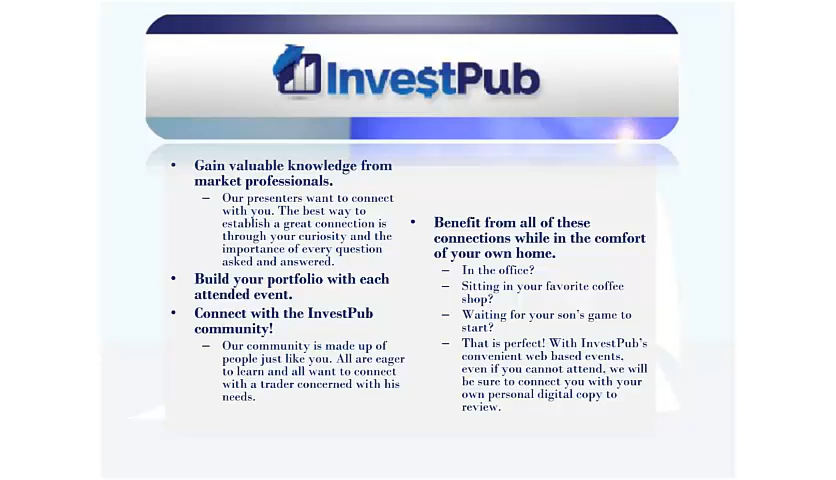 Inve$tPub
• Gain valuable knowledge from
market professionals.
– Our presenters want to connect
with you. The best way to
establish a great connection is
through your curiosity and the
importance of every question
asked and answered.
• Build your portfolio with each
attended event.
• Connect with the InvestPub
community!
– Our community is made up of
people just like you. All are eager
to learn and all want to connect
with a trader concerned with his
needs.
• Benefit from all of these
connections while in the comfort
of your own home.
– In the office?
– Sitting in your favorite coffee
shop?
– Waiting for your son's game to
start?
– That is perfect! With InvestPub's
convenient web based events,
even if you cannot attend, we will
be sure to connect you with your
own personal digital copy to
review.